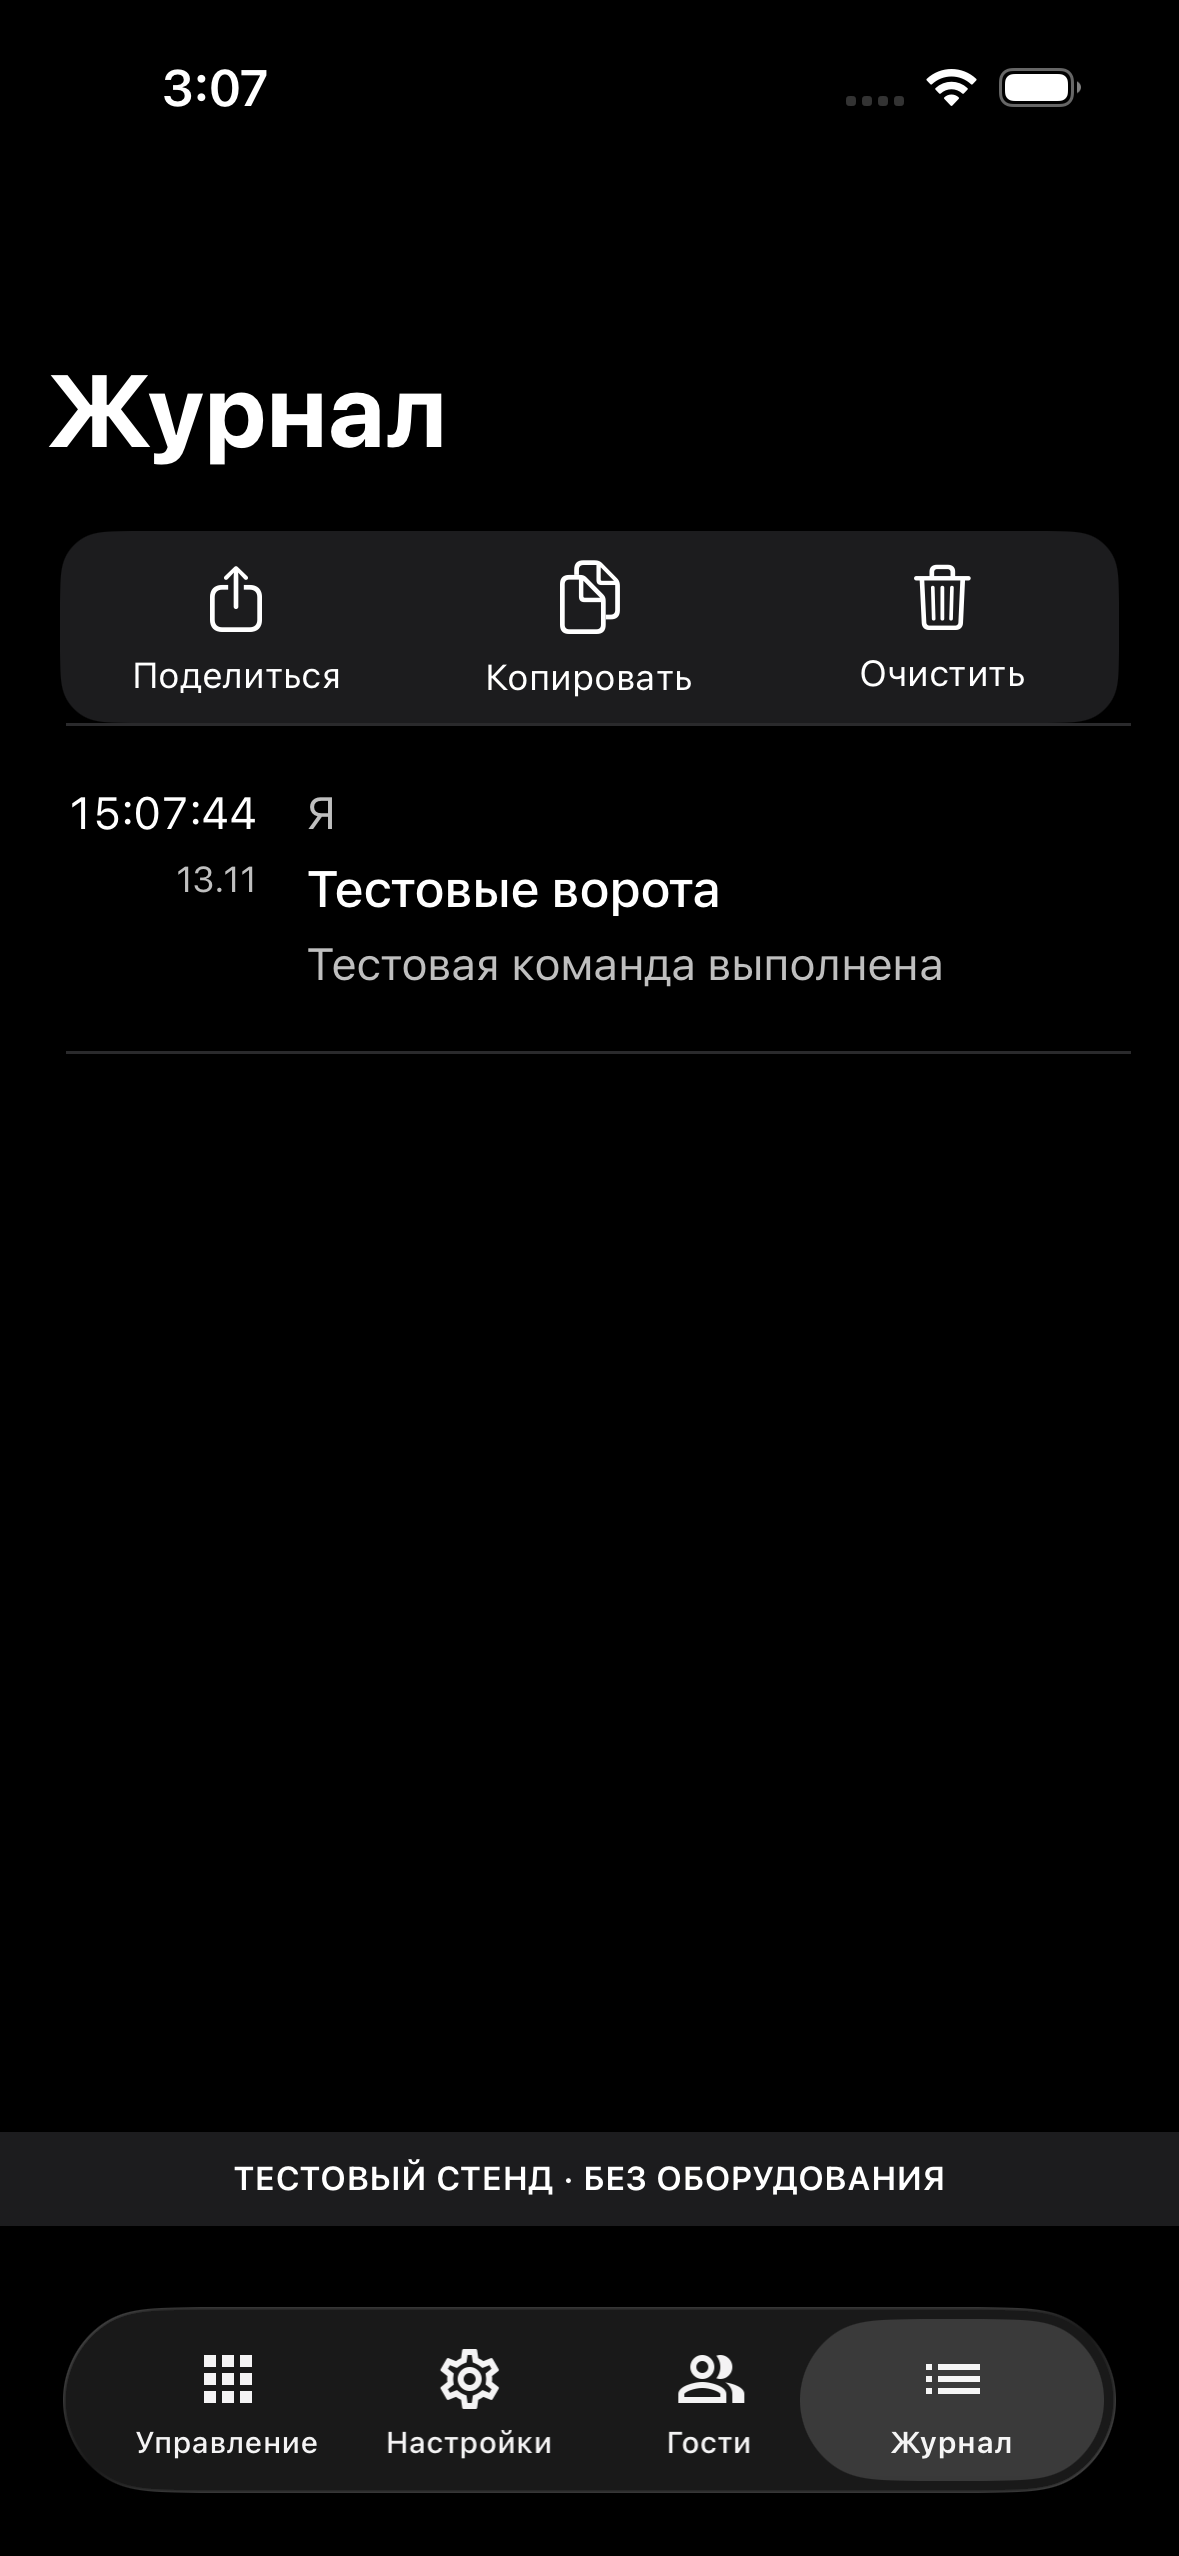 3:07
Журнал
Поделиться Копировать Очистить
15:07:44 Я
13.11 Тестовые ворота
Тестовая команда выполнена
ТЕСТОВЫЙ СТЕНД · БЕЗ ОБОРУДОВАНИЯ
Управление Настройки Гости Журнал